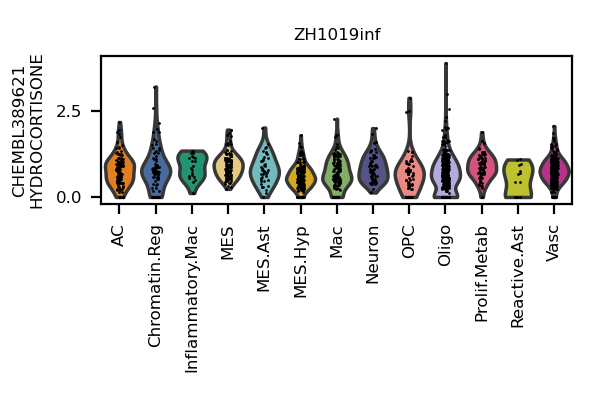 ZH1019inf
CHEMBL389621
HYDROCORTISONE
2.5
0.0
AC
Chromatin.Reg
Inflammatory.Mac
MES
MES.Ast
MES.Hyp
Mac
Neuron
OPC
Oligo
Prolif.Metab
Reactive.Ast
Vasc